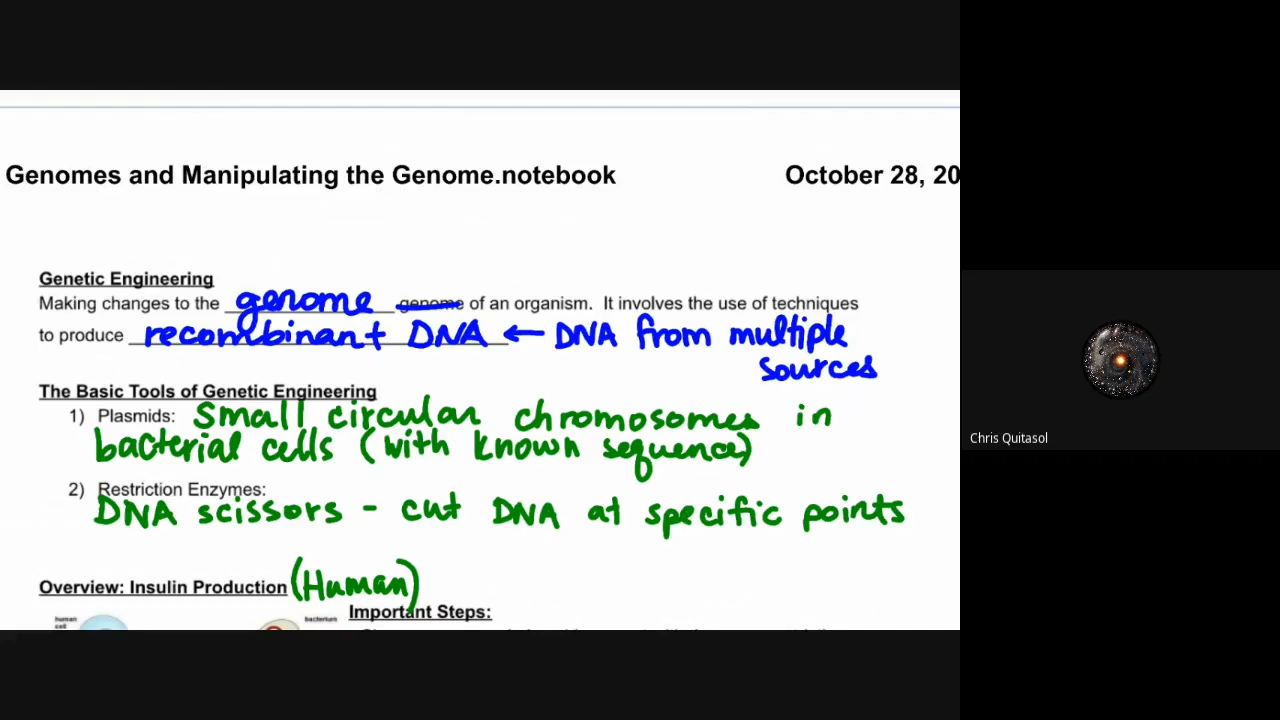 Genomes and Manipulating the Genome.notebook October 28, 20
Genetic Engineering
Making changes to the genome genome of an organism. It involves the use of techniques
to produce recombinant DNA ← DNA from multiple
sources
The Basic Tools of Genetic Engineering
1) Plasmids: Small circular chromosomes in
bacterial cells (with known sequence)
2) Restriction Enzymes:
DNA scissors - cut DNA at specific points
Overview: Insulin Production (Human)
Important Steps:
human
cell
bacterium
Chris Quitasol